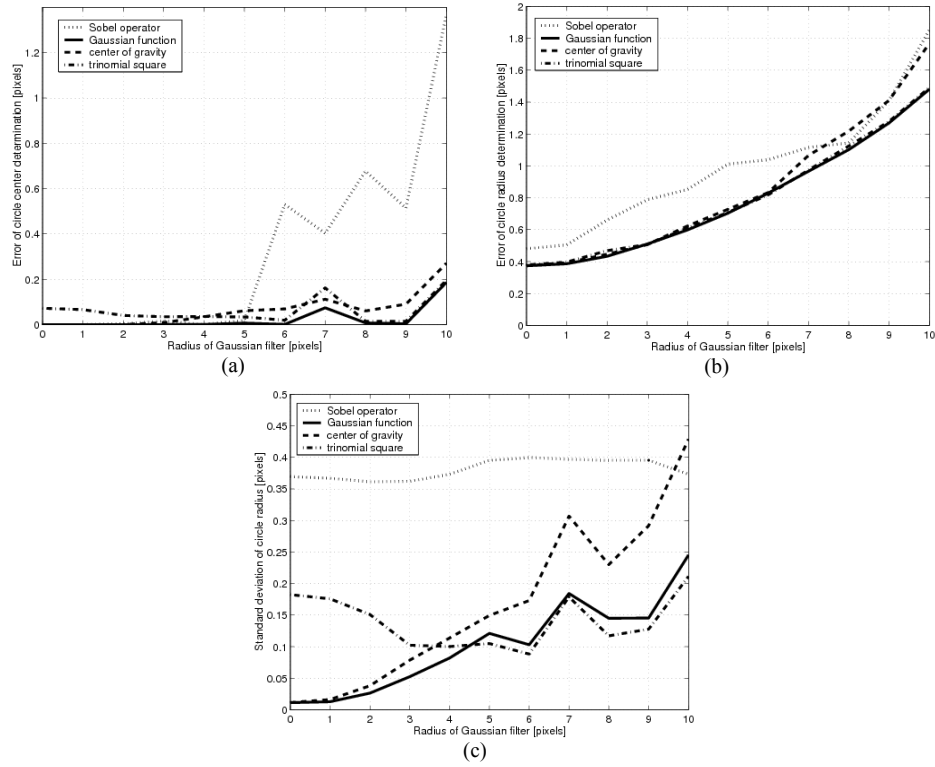 1.4
1.2
1
0.8
0.6
0.4
0.2
0
Error of circle center determination [pixels]
Sobel operator
Gaussian function
center of gravity
trinomial square
0 1 2 3 4 5 6 7 8 9 10
Radius of Gaussian filter [pixels]
(a)
2
1.8
1.6
1.4
1.2
1
0.8
0.6
0.4
0.2
0
Error of circle radius determination [pixels]
Sobel operator
Gaussian function
center of gravity
trinomial square
0 1 2 3 4 5 6 7 8 9 10
Radius of Gaussian filter [pixels]
(b)
0.5
0.45
0.4
0.35
0.3
0.25
0.2
0.15
0.1
0.05
0
Standard deviation of circle radius [pixels]
Sobel operator
Gaussian function
center of gravity
trinomial square
0 1 2 3 4 5 6 7 8 9 10
Radius of Gaussian filter [pixels]
(c)